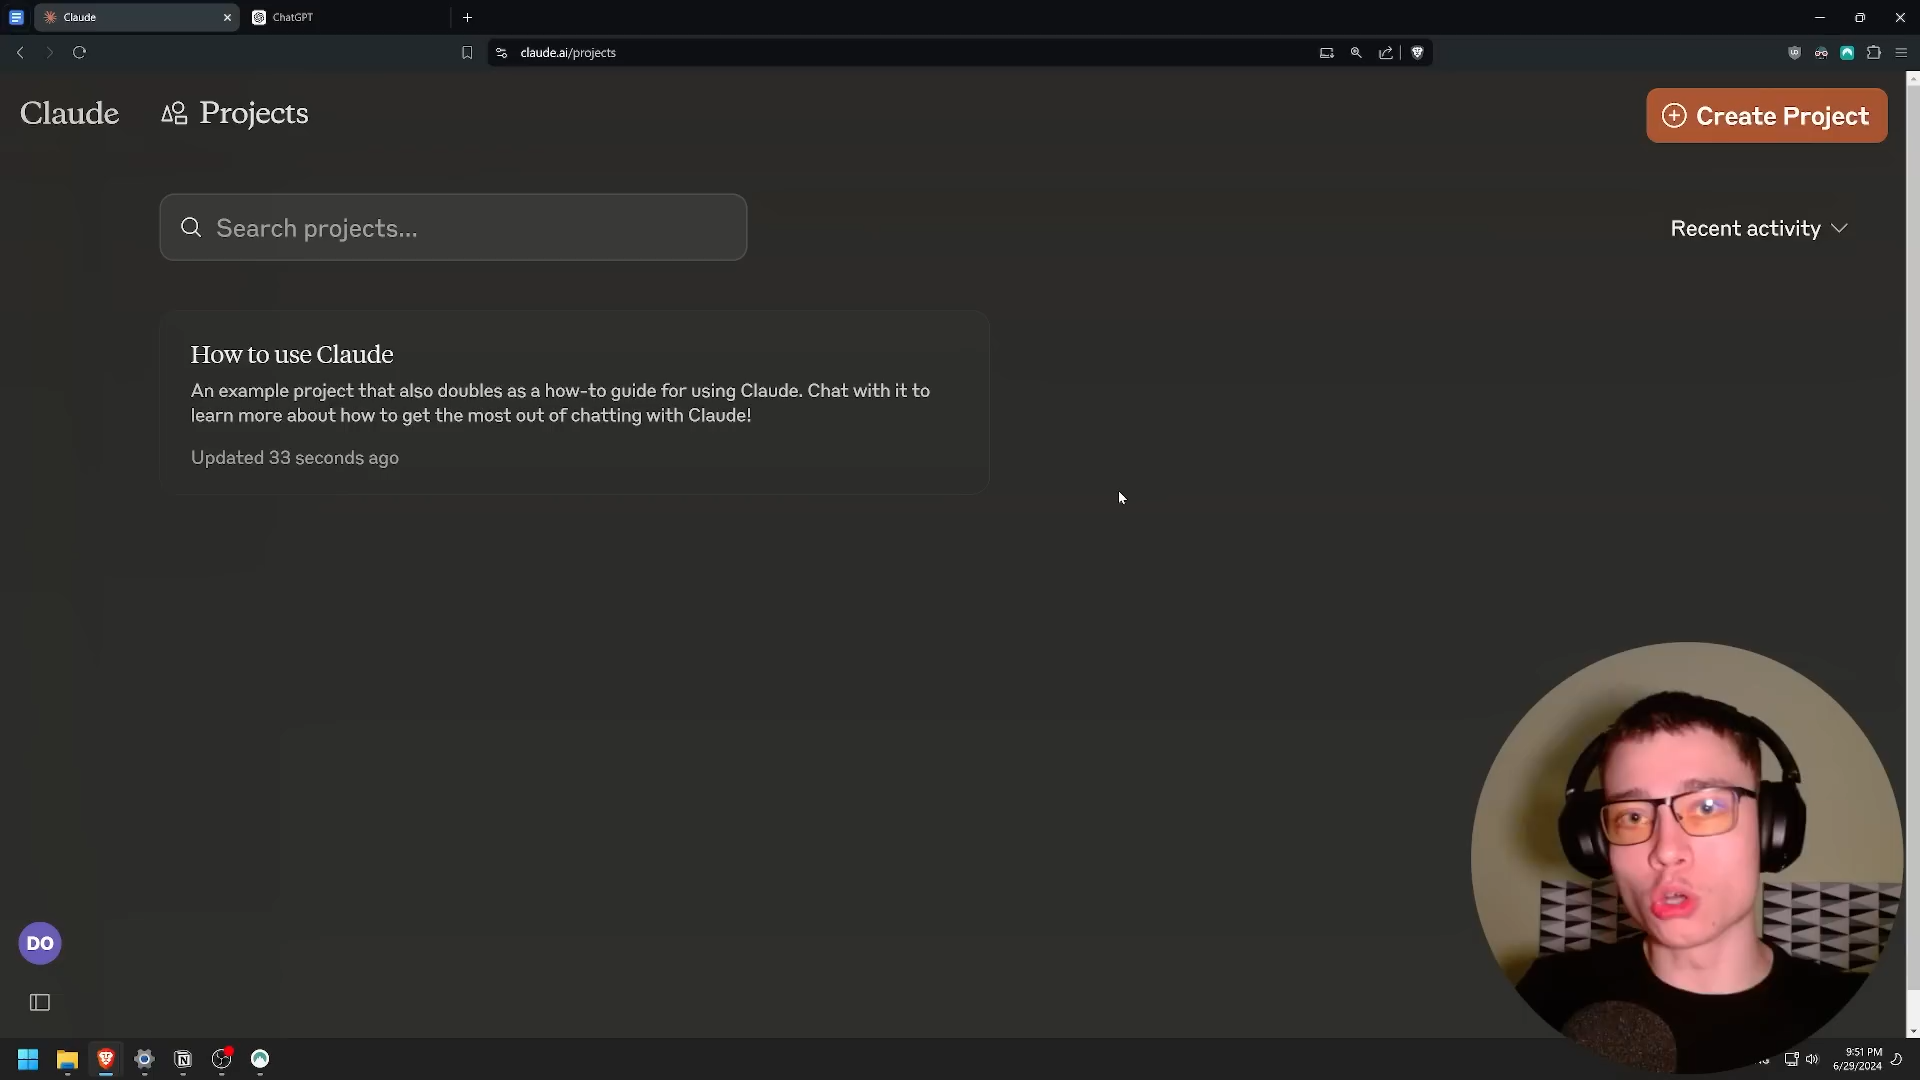 Claude
ChatGPT
claude.ai/projects
Claude
Projects
Create Project
Search projects...
Recent activity
How to use Claude
An example project that also doubles as a how-to guide for using Claude. Chat with it to
learn more about how to get the most out of chatting with Claude!
Updated 33 seconds ago
DO
9:51 PM
6/29/2024